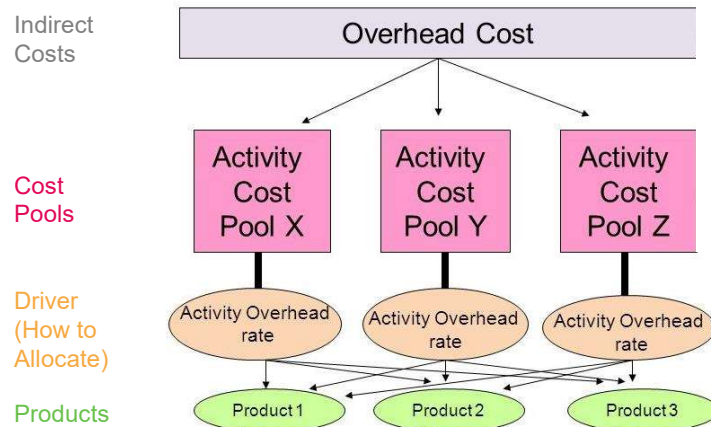 Indirect
Costs
Overhead Cost
Cost
Pools
Activity
Cost
Pool X
Activity
Cost
Pool Y
Activity
Cost
Pool Z
Driver
(How to
Allocate)
Activity Overhead
rate
Activity Overhead
rate
Activity Overhead
rate
Products
Product 1
Product 2
Product 3